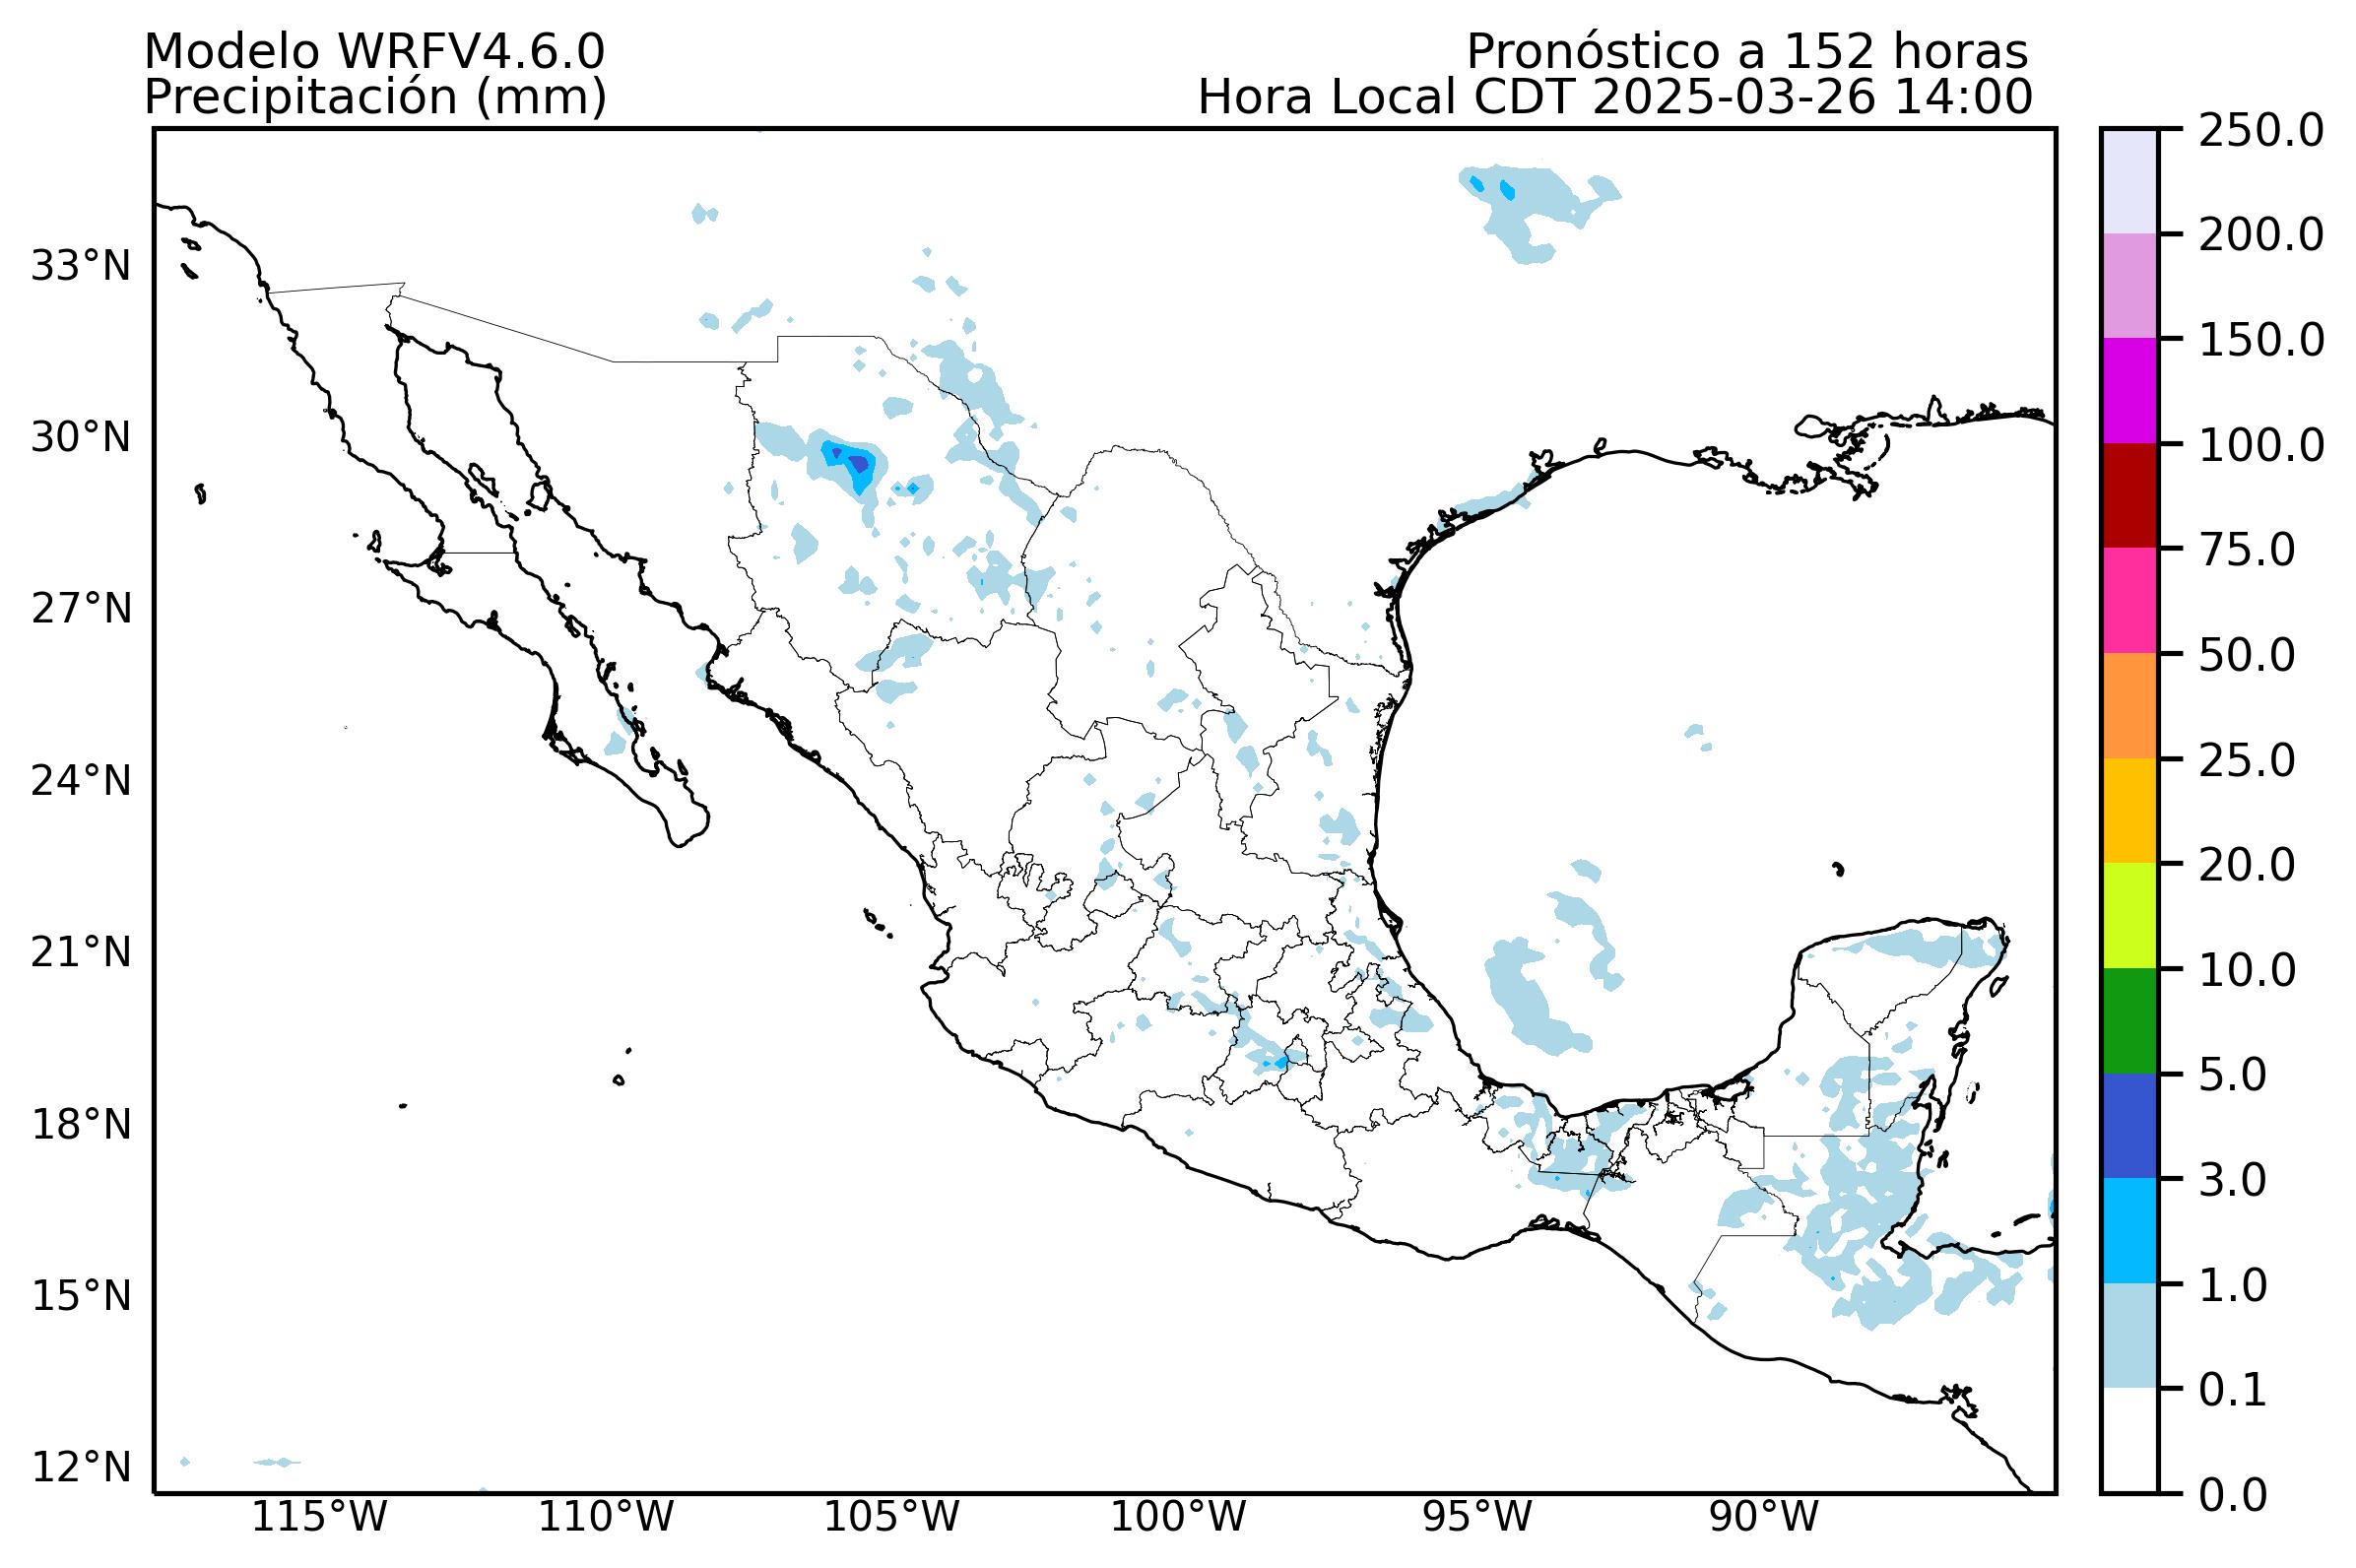 Modelo WRFV4.6.0
Precipitación (mm)
Pronóstico a 152 horas
Hora Local CDT 2025-03-26 14:00
33°N
30°N
27°N
24°N
21°N
18°N
15°N
12°N
115°W
110°W
105°W
100°W
95°W
90°W
250.0
200.0
150.0
100.0
75.0
50.0
25.0
20.0
10.0
5.0
3.0
1.0
0.1
0.0